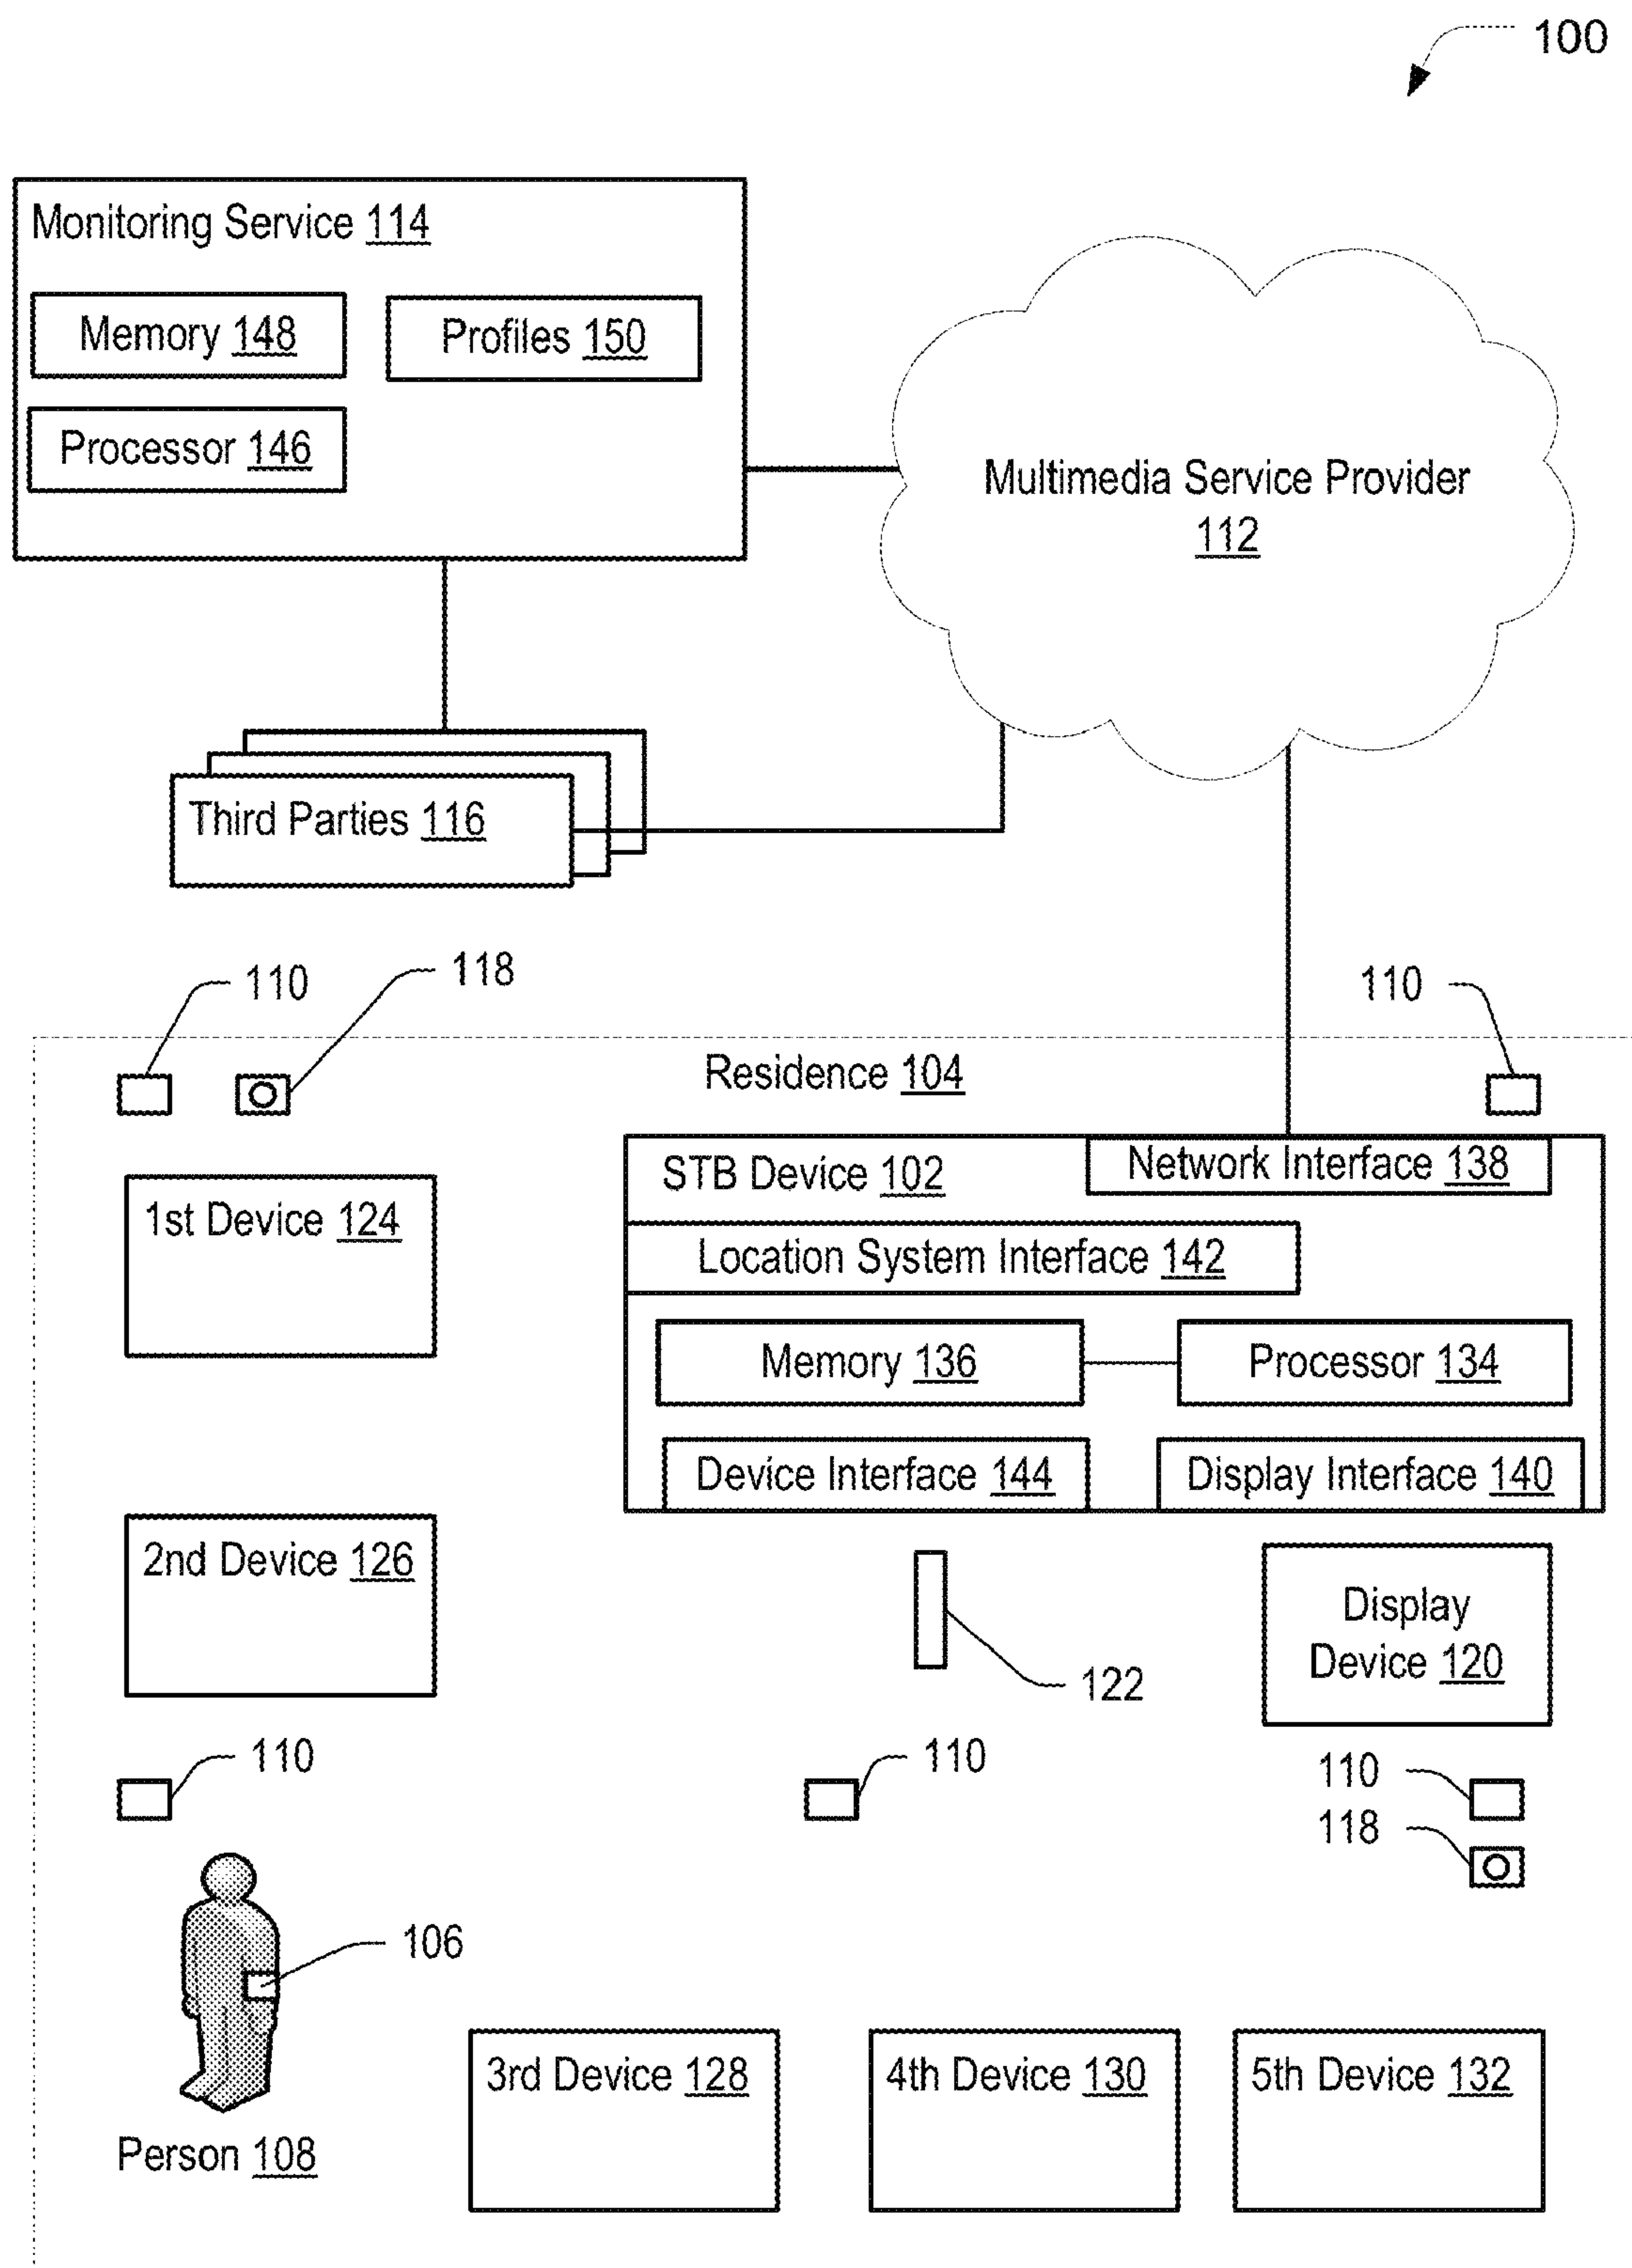 100
Monitoring Service 114
Memory 148
Profiles 150
Processor 146
Multimedia Service Provider
112
Third Parties 116
110
118
110
Residence 104
STB Device 102
Network Interface 138
1st Device 124
Location System Interface 142
Memory 136
Processor 134
Device Interface 144
Display Interface 140
2nd Device 126
Display
Device 120
122
110
110
110
118
106
3rd Device 128
4th Device 130
5th Device 132
Person 108